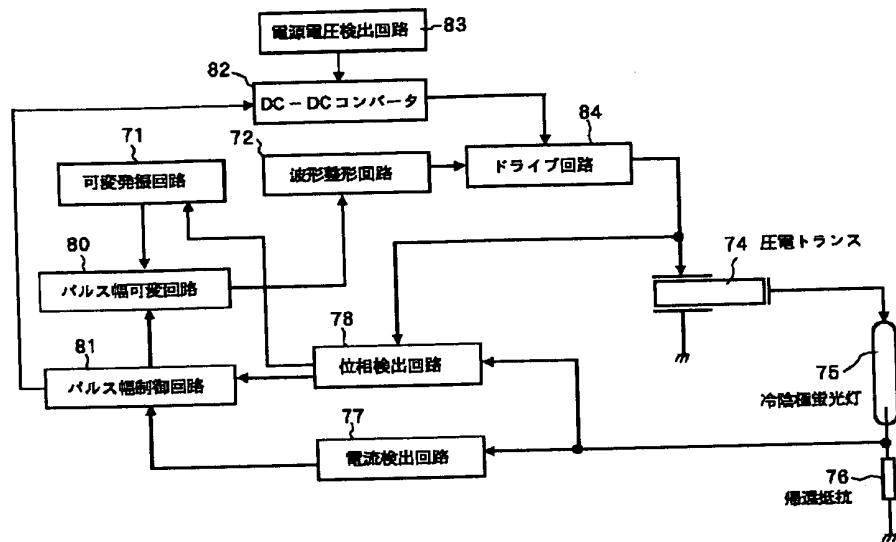 電源電圧検出回路
83
82
DC-DCコンバータ
84
72
ドライブ回路
71
波形整形回路
可変発振回路
74 圧電トランス
80
パルス幅可変回路
78
位相検出回路
81
パルス幅制御回路
75
冷陰極蛍光灯
77
電流検出回路
76
帰還抵抗